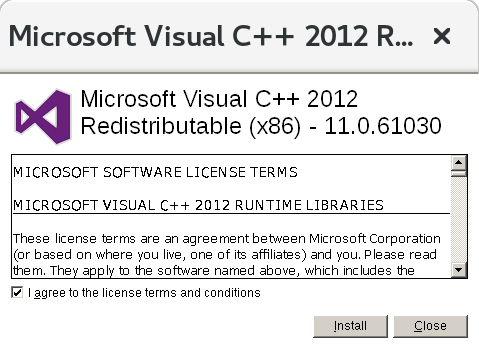 Microsoft Visual C++ 2012 R...
Microsoft Visual C++ 2012
Redistributable (x86) - 11.0.61030
MICROSOFT SOFTWARE LICENSE TERMS
MICROSOFT VISUAL C++ 2012 RUNTIME LIBRARIES
These license terms are an agreement between Microsoft Corporation
(or based on where you live, one of its affiliates) and you. Please read
them. They apply to the software named above, which includes the
I agree to the license terms and conditions
Install
Close